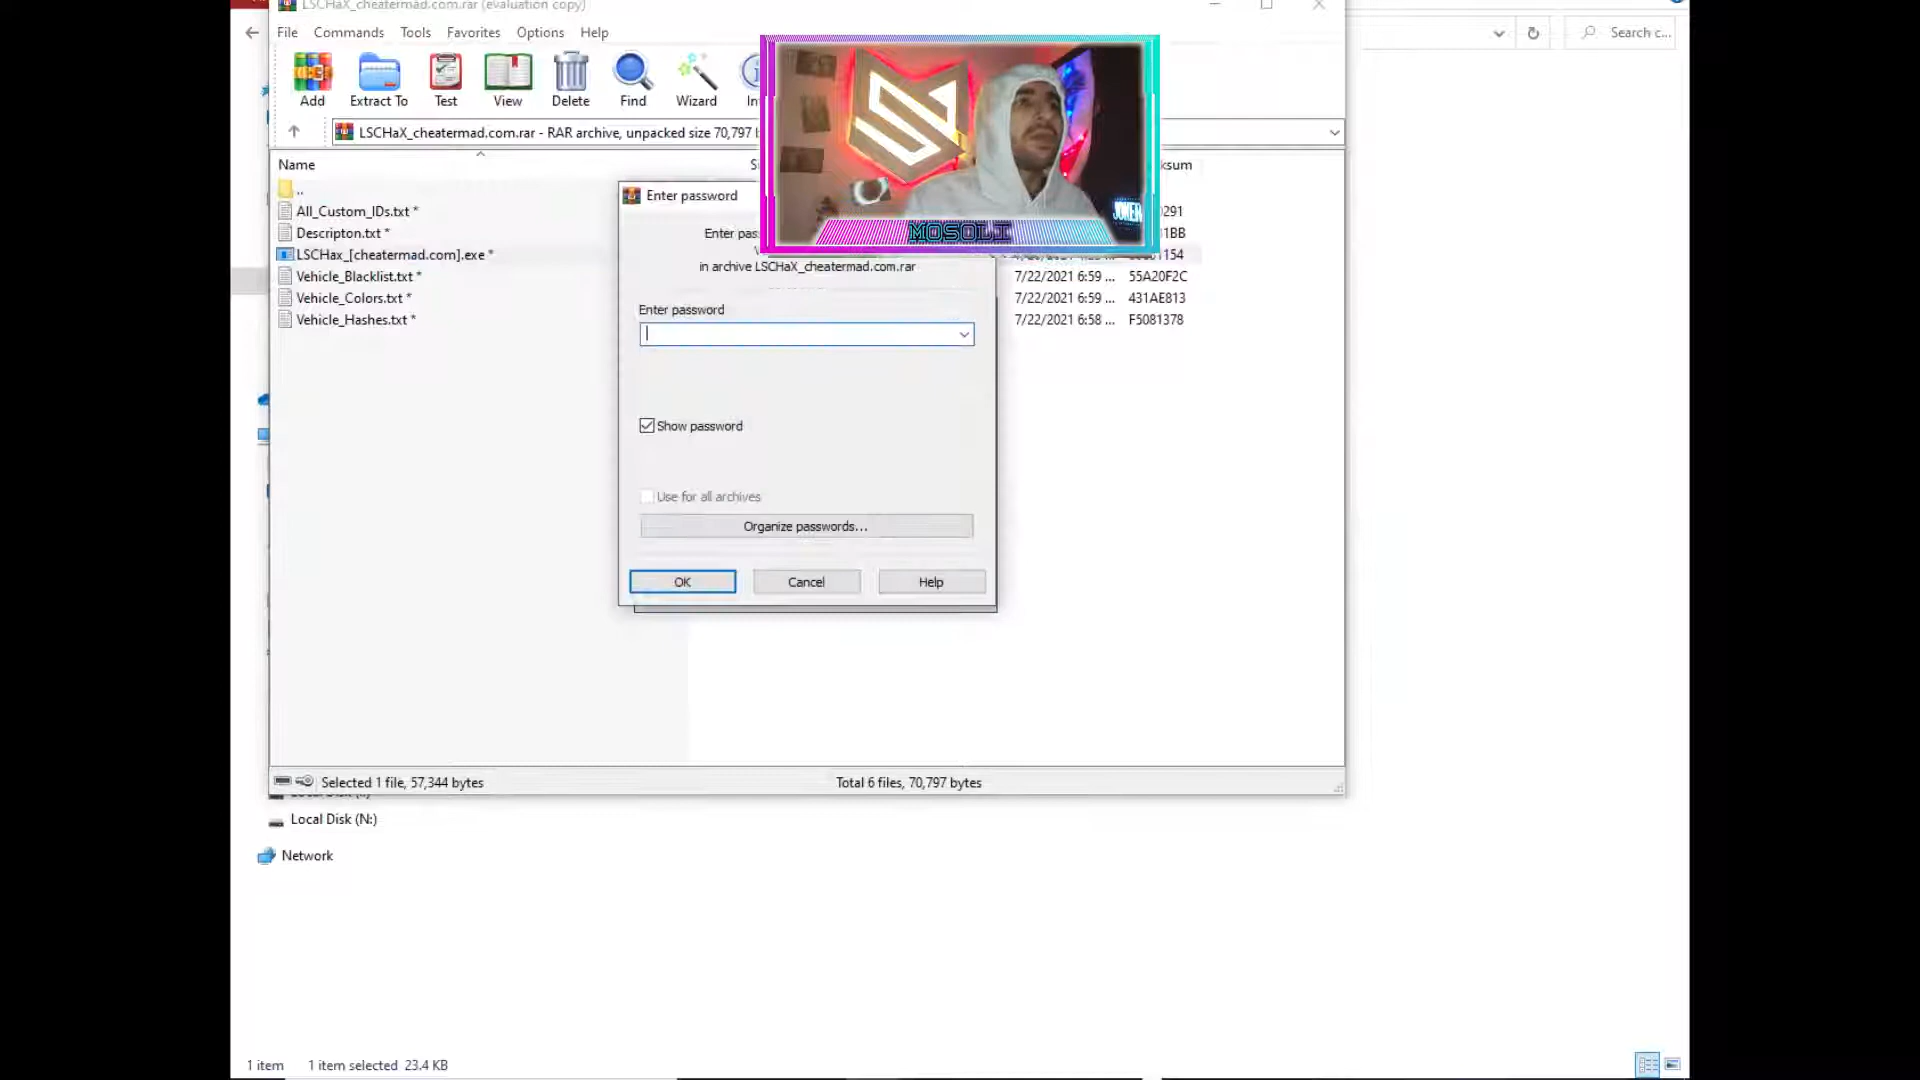 LSCHaX_cheatermad.com.rar (evaluation copy)
File Commands Tools Favorites Options Help
Search c...
Add Extract To Test View Delete Find Wizard
LSCHaX_cheatermad.com.rar - RAR archive, unpacked size 70,797
Name
..
All_Custom_IDs.txt *
Descripton.txt *
LSCHax_[cheatermad.com].exe *
Vehicle_Blacklist.txt * 7/22/2021 6:59 ... 55A20F2C
Vehicle_Colors.txt * 7/22/2021 6:59 ... 431AE813
Vehicle_Hashes.txt * 7/22/2021 6:58 ... F5081378
JOKER
MOSOLI
Enter password
Enter
in archive LSCHaX_cheatermad.com.rar
Enter password
Show password
Use for all archives
Organize passwords...
OK Cancel Help
Selected 1 file, 57,344 bytes
Total 6 files, 70,797 bytes
Local Disk (N:)
Network
1 item 1 item selected 23.4 KB